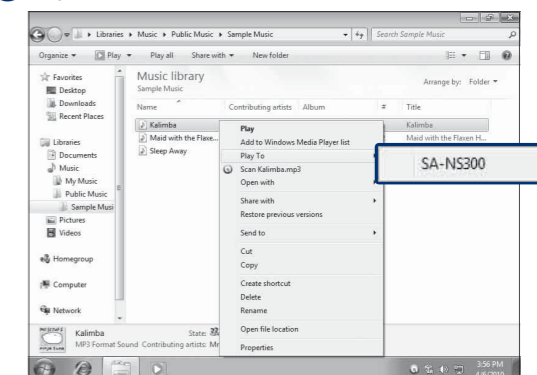 Libraries Music Public Music Sample Music Search Sample Music
Organize Play Play all Share with New folder
Favorites
Desktop
Downloads
Recent Places
Libraries
Documents
Music
My Music
Public Music
Sample Musi
Pictures
Videos
Homegroup
Computer
Network
Music library
Sample Music
Arrange by: Folder
Name Contributing artists Album # Title
Kalimba Kalimba
Maid with the Flaxe... Maid with the Flaxen H...
Sleep Away
Play
Add to Windows Media Player list
Play To
SA-NS300
Scan Kalimba.mp3
Open with
Share with
Restore previous versions
Send to
Cut
Copy
Create shortcut
Delete
Rename
Open file location
Properties
Kalimba State:
MP3 Format Sound Contributing artists: Mr
3:56 PM